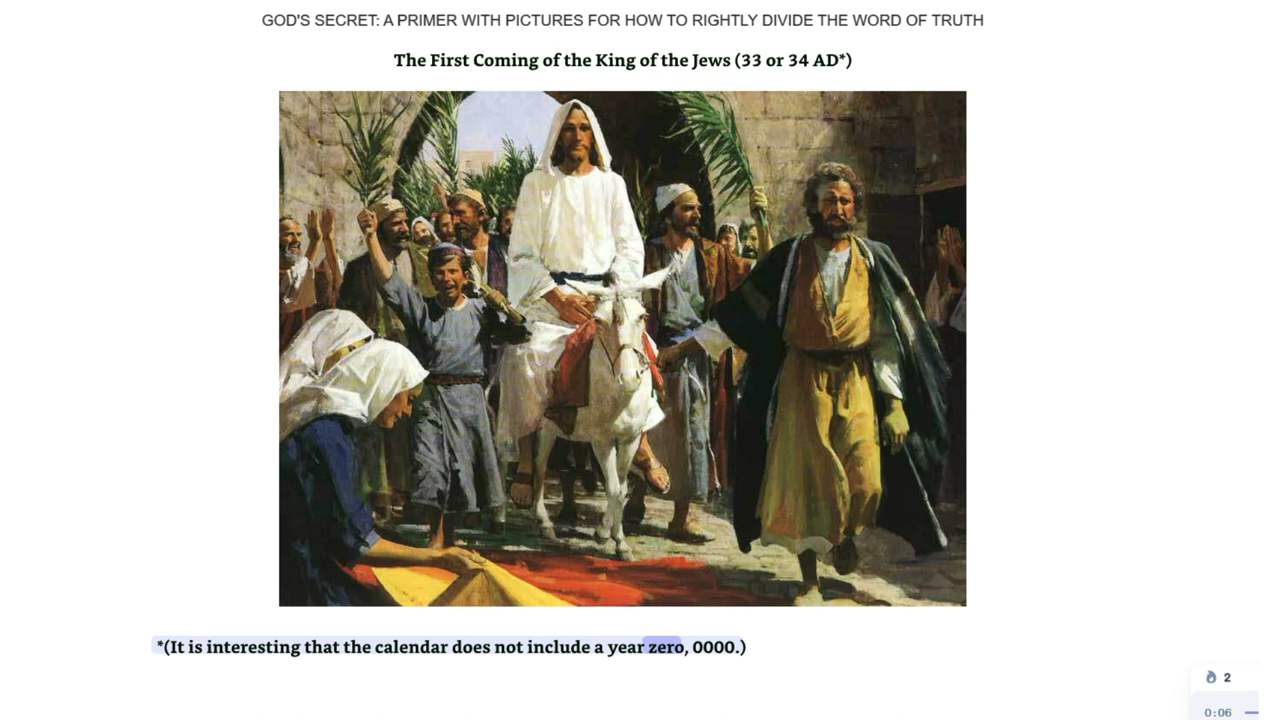 GOD'S SECRET: A PRIMER WITH PICTURES FOR HOW TO RIGHTLY DIVIDE THE WORD OF TRUTH
The First Coming of the King of the Jews (33 or 34 AD*)
*(It is interesting that the calendar does not include a year zero, 0000.)
2
0:06